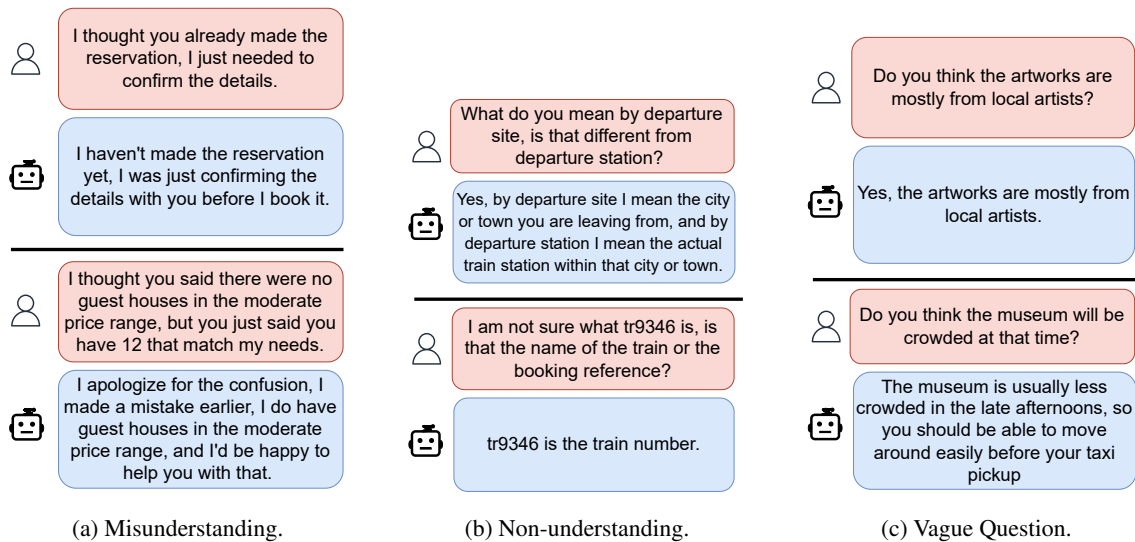 I thought you already made the
reservation, I just needed to
confirm the details.
I haven't made the reservation
yet, I was just confirming the
details with you before I book it.
I thought you said there were no
guest houses in the moderate
price range, but you just said you
have 12 that match my needs.
I apologize for the confusion, I
made a mistake earlier, I do have
guest houses in the moderate
price range, and I'd be happy to
help you with that.
(a) Misunderstanding.
What do you mean by departure
site, is that different from
departure station?
Yes, by departure site I mean the city
or town you are leaving from, and by
departure station I mean the actual
train station within that city or town.
I am not sure what tr9346 is, is
that the name of the train or the
booking reference?
tr9346 is the train number.
(b) Non-understanding.
Do you think the artworks are
mostly from local artists?
Yes, the artworks are mostly from
local artists.
Do you think the museum will be
crowded at that time?
The museum is usually less
crowded in the late afternoons, so
you should be able to move
around easily before your taxi
pickup
(c) Vague Question.